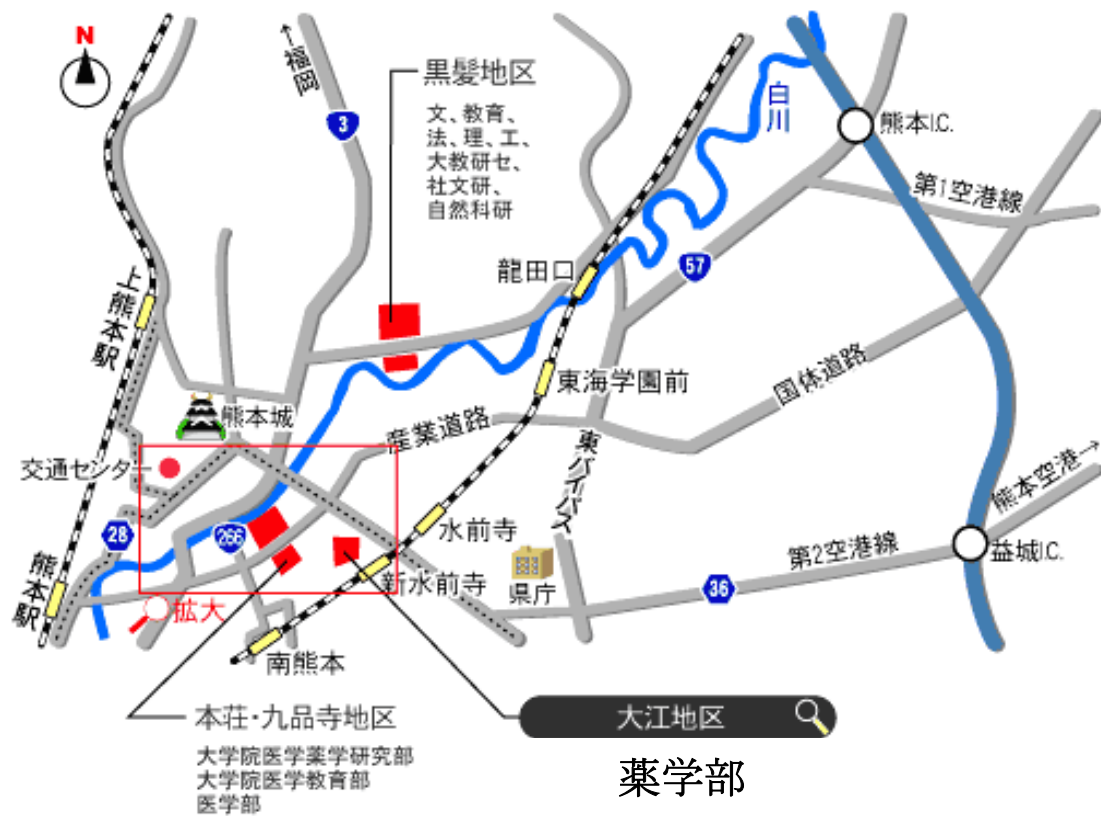 N
←福岡
3
黒髪地区
文、教育、
法、理、工、
大教研セ、
社文研、
自然科研
白川
熊本I.C.
第1空港線
龍田口
57
上熊本駅
東海学園前
国体道路
熊本城
産業道路
交通センター
東バイパス
熊本空港→
28
266
水前寺
第2空港線
益城I.C.
熊本駅
新水前寺
県庁
36
拡大
南熊本
本荘・九品寺地区
大学院医学薬学研究部
大学院医学教育部
医学部
大江地区
薬学部